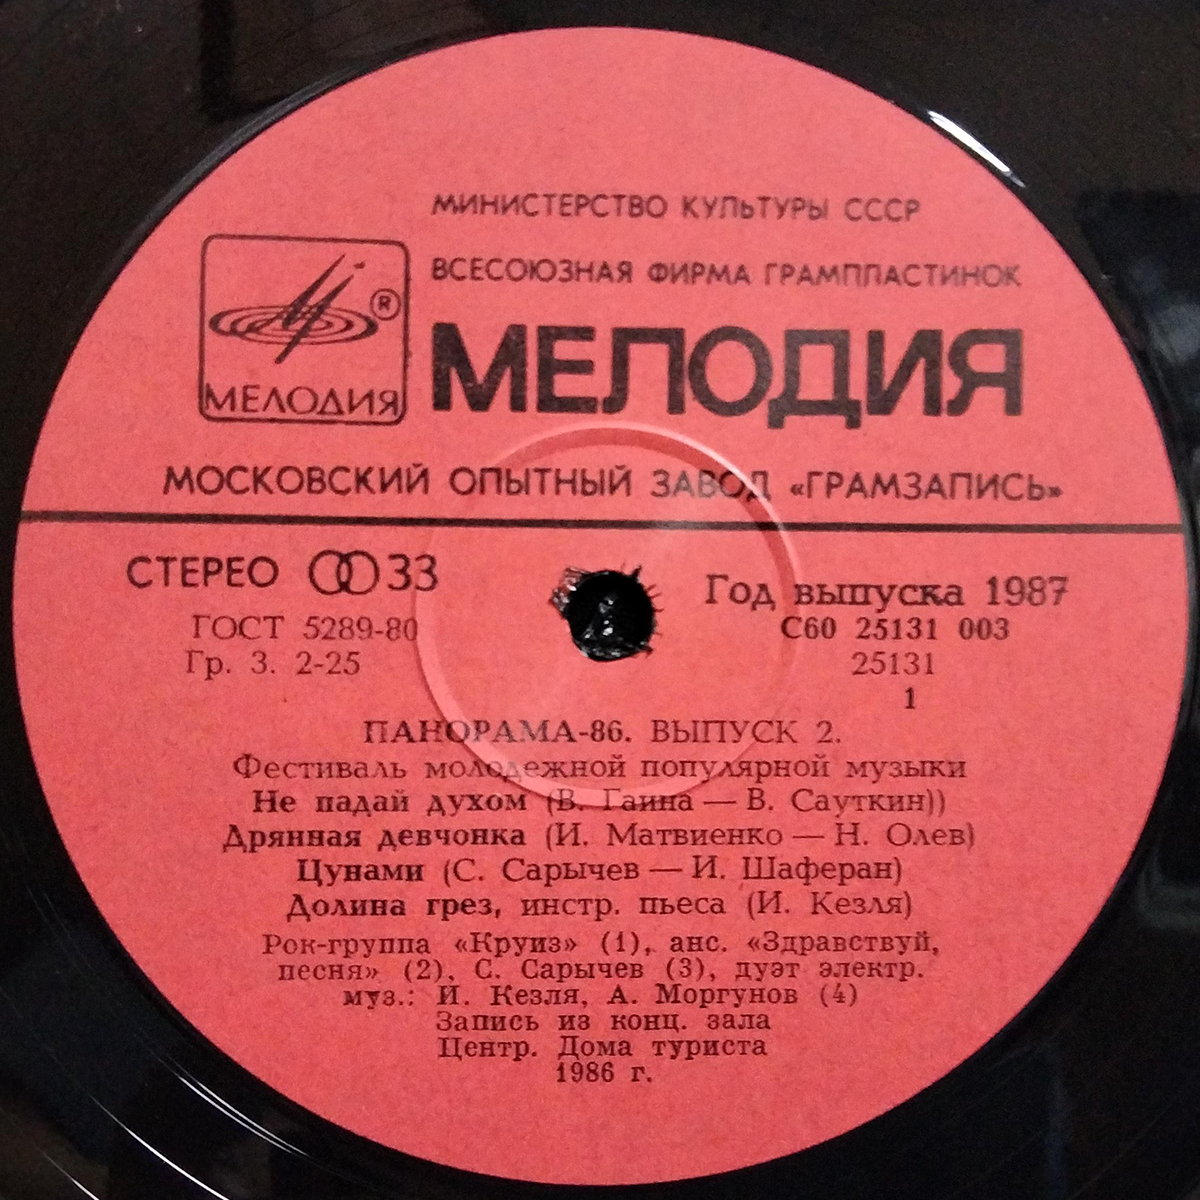 МИНИСТЕРСТВО КУЛЬТУРЫ СССР
ВСЕСОЮЗНАЯ ФИРМА ГРАМПЛАСТИНОК
®
МЕЛОДИЯ
МЕЛОДИЯ
МОСКОВСКИЙ ОПЫТНЫЙ ЗАВОД «ГРАМЗАПИСЬ»
СТЕРЕО 33
Год выпуска 1987
ГОСТ 5289-80
С60 25131 003
Гр. 3. 2-25
25131
1
ПАНОРАМА-86. ВЫПУСК 2.
Фестиваль молодежной популярной музыки
Не падай духом (В. Гаина — В. Сауткин))
Дрянная девчонка (И. Матвиенко — Н. Олев)
Цунами (С. Сарычев — И. Шаферан)
Долина грез, инстр. пьеса (И. Кезля)
Рок-группа «Круиз» (1), анс. «Здравствуй,
песня» (2), С. Сарычев (3), дуэт электр.
муз.: И. Кезля, А. Моргунов (4)
Запись из конц. зала
Центр. Дома туриста
1986 г.